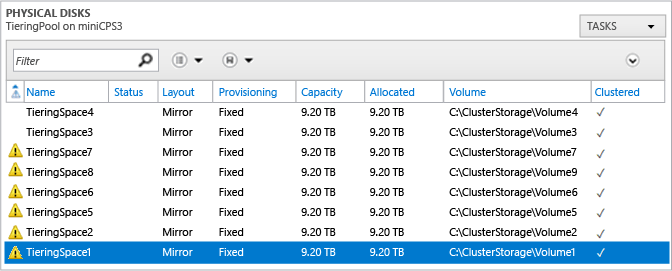 PHYSICAL DISKS
TieringPool on miniCPS3
TASKS
Filter
Name Status Layout Provisioning Capacity Allocated Volume Clustered
TieringSpace4 Mirror Fixed 9.20 TB 9.20 TB C:\ClusterStorage\Volume4
TieringSpace3 Mirror Fixed 9.20 TB 9.20 TB C:\ClusterStorage\Volume3
TieringSpace7 Mirror Fixed 9.20 TB 9.20 TB C:\ClusterStorage\Volume7
TieringSpace8 Mirror Fixed 9.20 TB 9.20 TB C:\ClusterStorage\Volume9
TieringSpace6 Mirror Fixed 9.20 TB 9.20 TB C:\ClusterStorage\Volume6
TieringSpace5 Mirror Fixed 9.20 TB 9.20 TB C:\ClusterStorage\Volume5
TieringSpace2 Mirror Fixed 9.20 TB 9.20 TB C:\ClusterStorage\Volume2
TieringSpace1 Mirror Fixed 9.20 TB 9.20 TB C:\ClusterStorage\Volume1